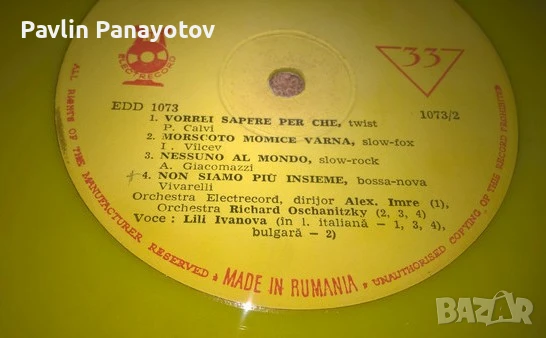 Pavlin Panayotov
ELECTRECORD
33
EDD 1073
1073/2
1. VORREI SAPERE PER CHE, twist
P. Calvi
2. MORSCOTO MOMICE VARNA, slow-fox
I. Vilcev
3. NESSUNO AL MONDO, slow-rock
A. Giacomazzi
4. NON SIAMO PIÙ INSIEME, bossa-nova
Vivarelli
Orchestra Electrecord, dirijor Alex. Imre (1),
Orchestra Richard Oschanitzky (2, 3, 4)
Voce : Lili Ivanova (în l. italiană - 1, 3, 4),
bulgară - 2)
ALL RIGHTS OF THE MANUFACTURER RESERVED ★ MADE IN RUMANIA ★ UNAUTHORISED COPYING OF THIS RECORD PROHIBITED
BAZAR
bg